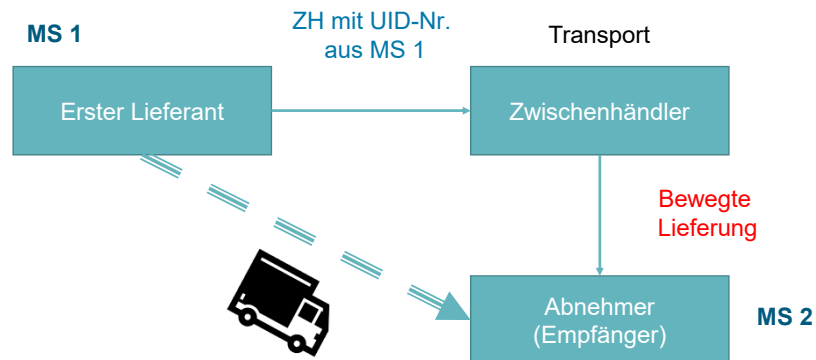 MS 1
ZH mit UID-Nr.
aus MS 1
Transport
Erster Lieferant
Zwischenhändler
Bewegte
Lieferung
Abnehmer
(Empfänger)
MS 2